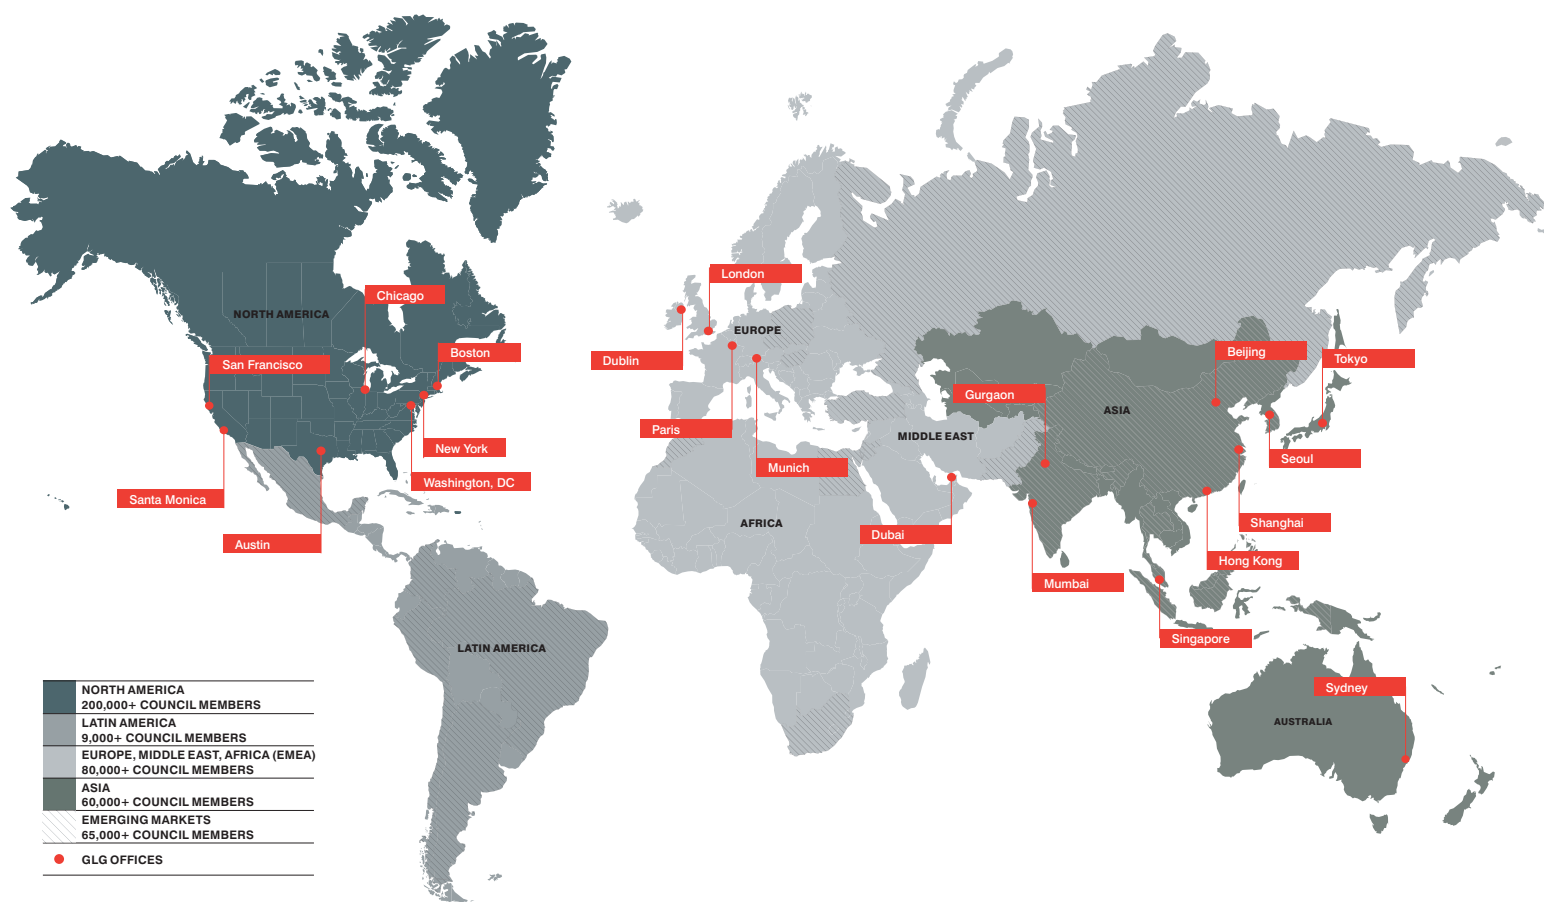 London
Chicago
NORTH AMERICA
EUROPE
Boston
Beijing
Tokyo
Dublin
San Francisco
Gurgaon
ASIA
Paris
MIDDLE EAST
New York
Seoul
Munich
Washington, DC
Santa Monica
AFRICA
Shanghai
Dubai
Austin
Hong Kong
Mumbai
Singapore
LATIN AMERICA
Sydney
AUSTRALIA
NORTH AMERICA
200,000+ COUNCIL MEMBERS
LATIN AMERICA
9,000+ COUNCIL MEMBERS
EUROPE, MIDDLE EAST, AFRICA (EMEA)
80,000+ COUNCIL MEMBERS
ASIA
60,000+ COUNCIL MEMBERS
EMERGING MARKETS
65,000+ COUNCIL MEMBERS
GLG OFFICES